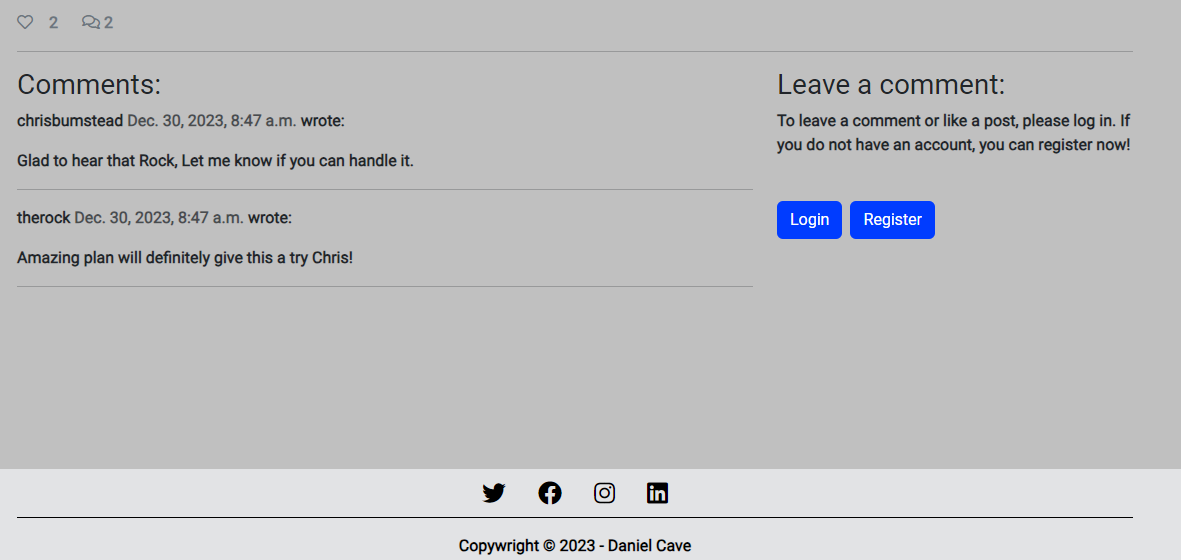 2 2
Comments:
chrisbumstead Dec. 30, 2023, 8:47 a.m. wrote:
Glad to hear that Rock, Let me know if you can handle it.
therock Dec. 30, 2023, 8:47 a.m. wrote:
Amazing plan will definitely give this a try Chris!
Leave a comment:
To leave a comment or like a post, please log in. If
you do not have an account, you can register now!
Login Register
Copywright © 2023 - Daniel Cave